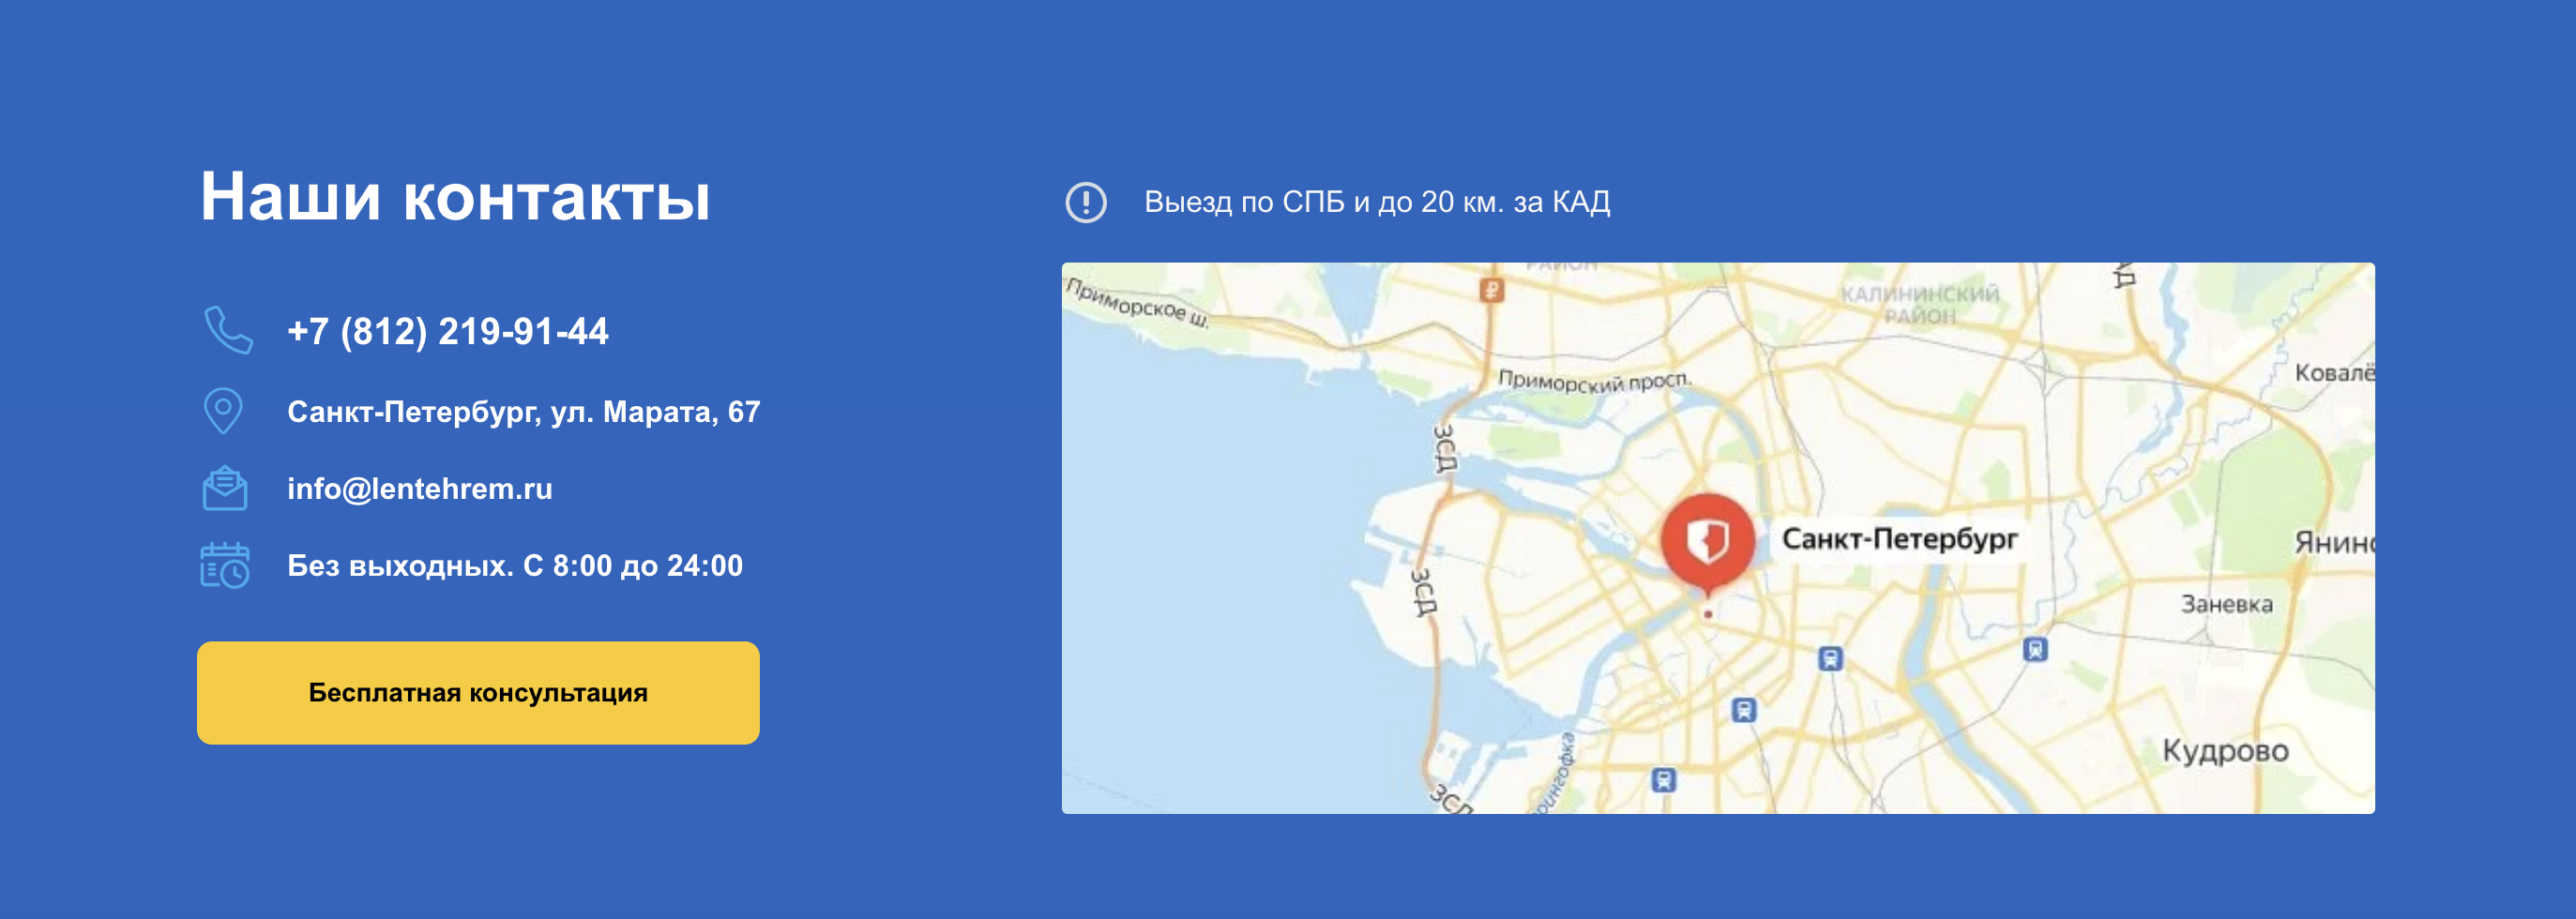 Наши контакты
+7 (812) 219-91-44
Санкт-Петербург, ул. Марата, 67
info@lentehrem.ru
Без выходных. С 8:00 до 24:00
Бесплатная консультация
Выезд по СПБ и до 20 км. за КАД
РАЙОН
Приморское ш.
КАЛИНИНСКИЙ
РАЙОН
Приморский просп.
Ковалё
ЗСД
Санкт-Петербург
Янино
ЗСД
Заневка
Кудрово
ЗСД